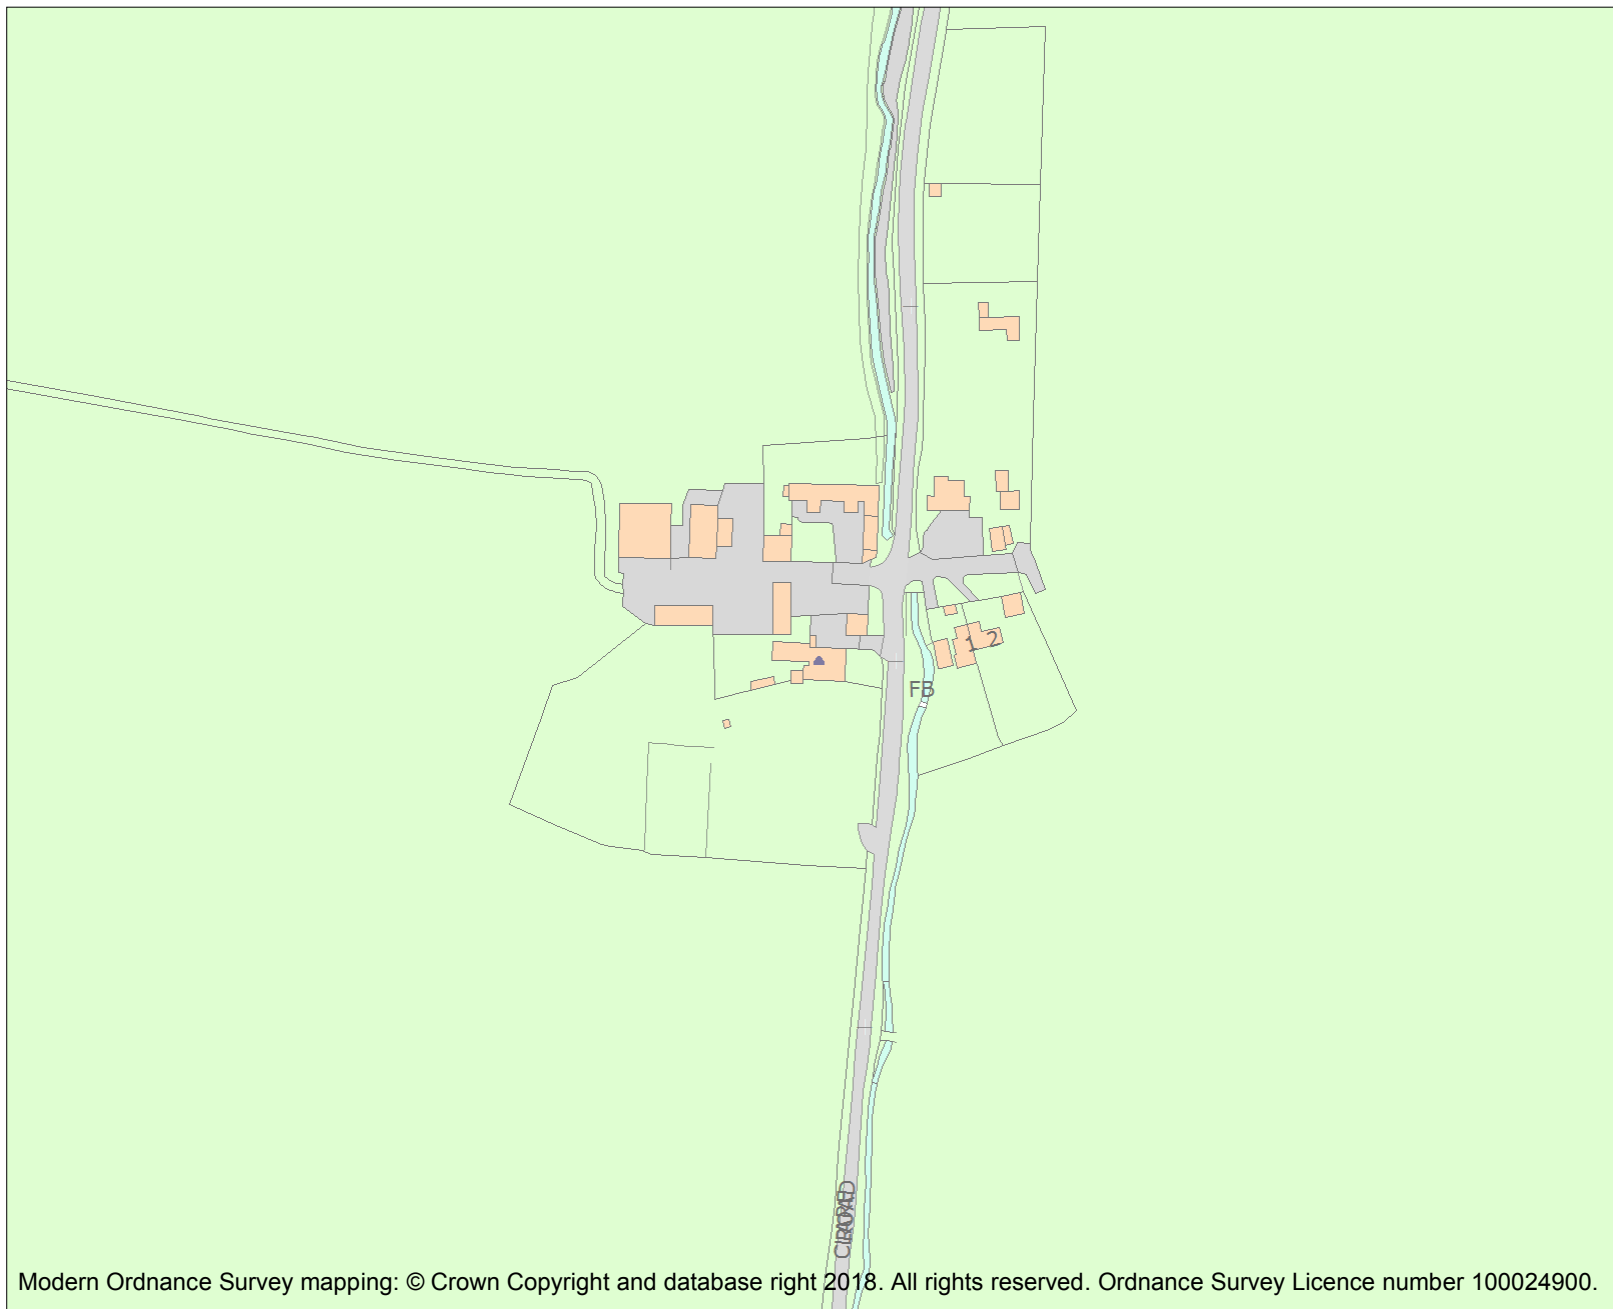 1 2
FB
ROAD
Modern Ordnance Survey mapping: © Crown Copyright and database right 2018. All rights reserved. Ordnance Survey Licence number 100024900.